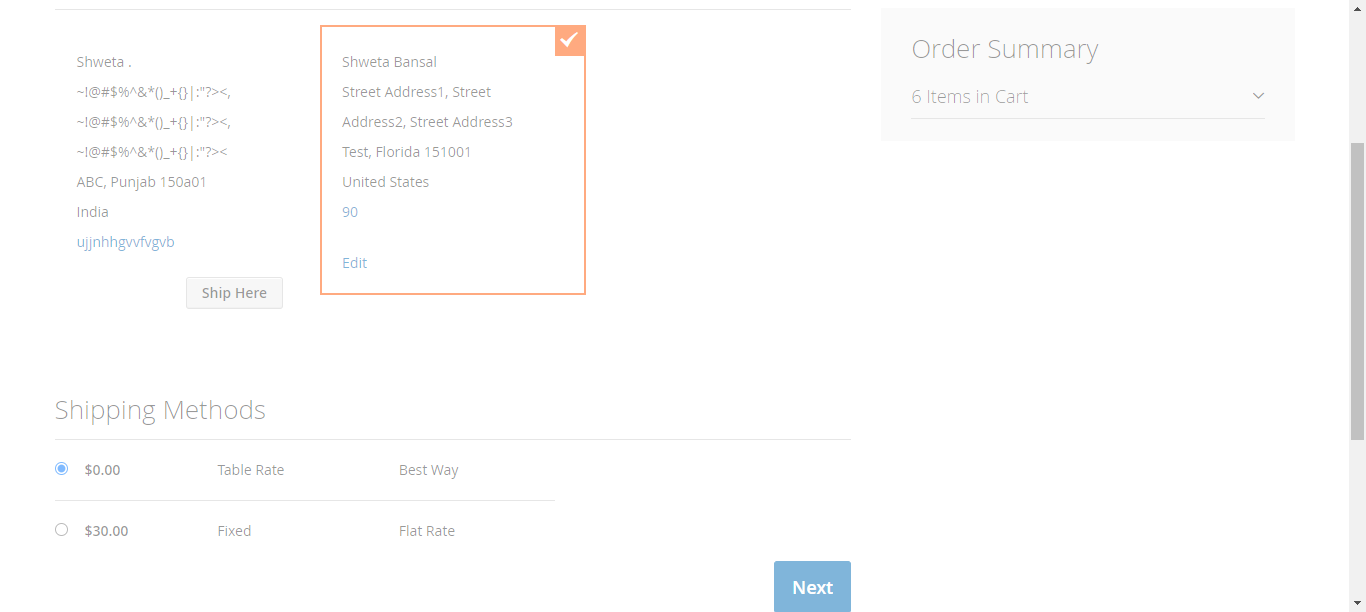 Shweta .
~!@#$%^&*()_+{}|:"?><,
~!@#$%^&*()_+{}|:"?><,
~!@#$%^&*()_+{}|:"?><
ABC, Punjab 150a01
India
ujjnhhgvvfvgvb
Ship Here
Shweta Bansal
Street Address1, Street
Address2, Street Address3
Test, Florida 151001
United States
90
Edit
Order Summary
6 Items in Cart
Shipping Methods
$0.00 Table Rate Best Way
$30.00 Fixed Flat Rate
Next